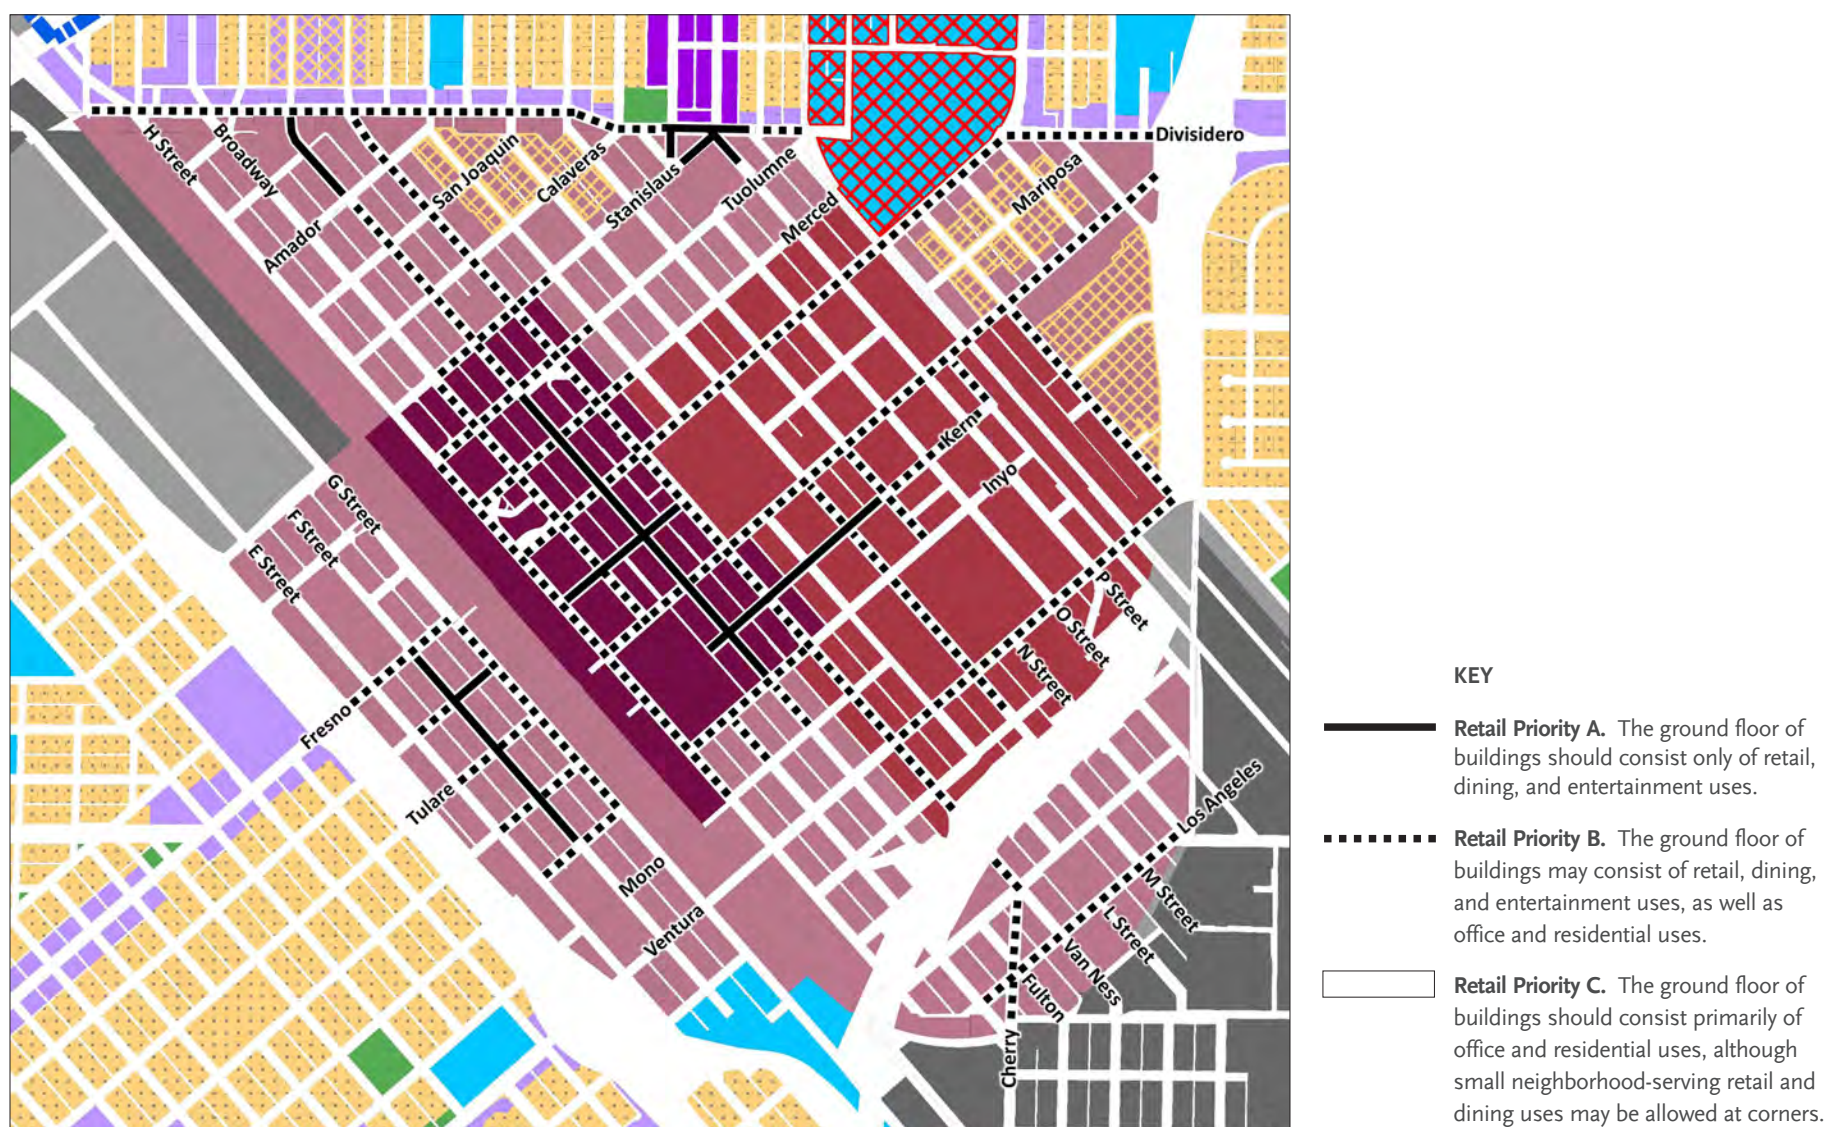 Divisidero
H Street
Broadway
Amador
San Joaquin
Calaveras
Stanislaus
Tuolumne
Merced
Mariposa
Kern
Inyo
G Street
F Street
E Street
Fresno
Tulare
Mono
Ventura
P Street
O Street
N Street
Los Angeles
M Street
L Street
Van Ness
Fulton
Cherry
KEY
Retail Priority A. The ground floor of
buildings should consist only of retail,
dining, and entertainment uses.
Retail Priority B. The ground floor of
buildings may consist of retail, dining,
and entertainment uses, as well as
office and residential uses.
Retail Priority C. The ground floor of
buildings should consist primarily of
office and residential uses, although
small neighborhood-serving retail and
dining uses may be allowed at corners.